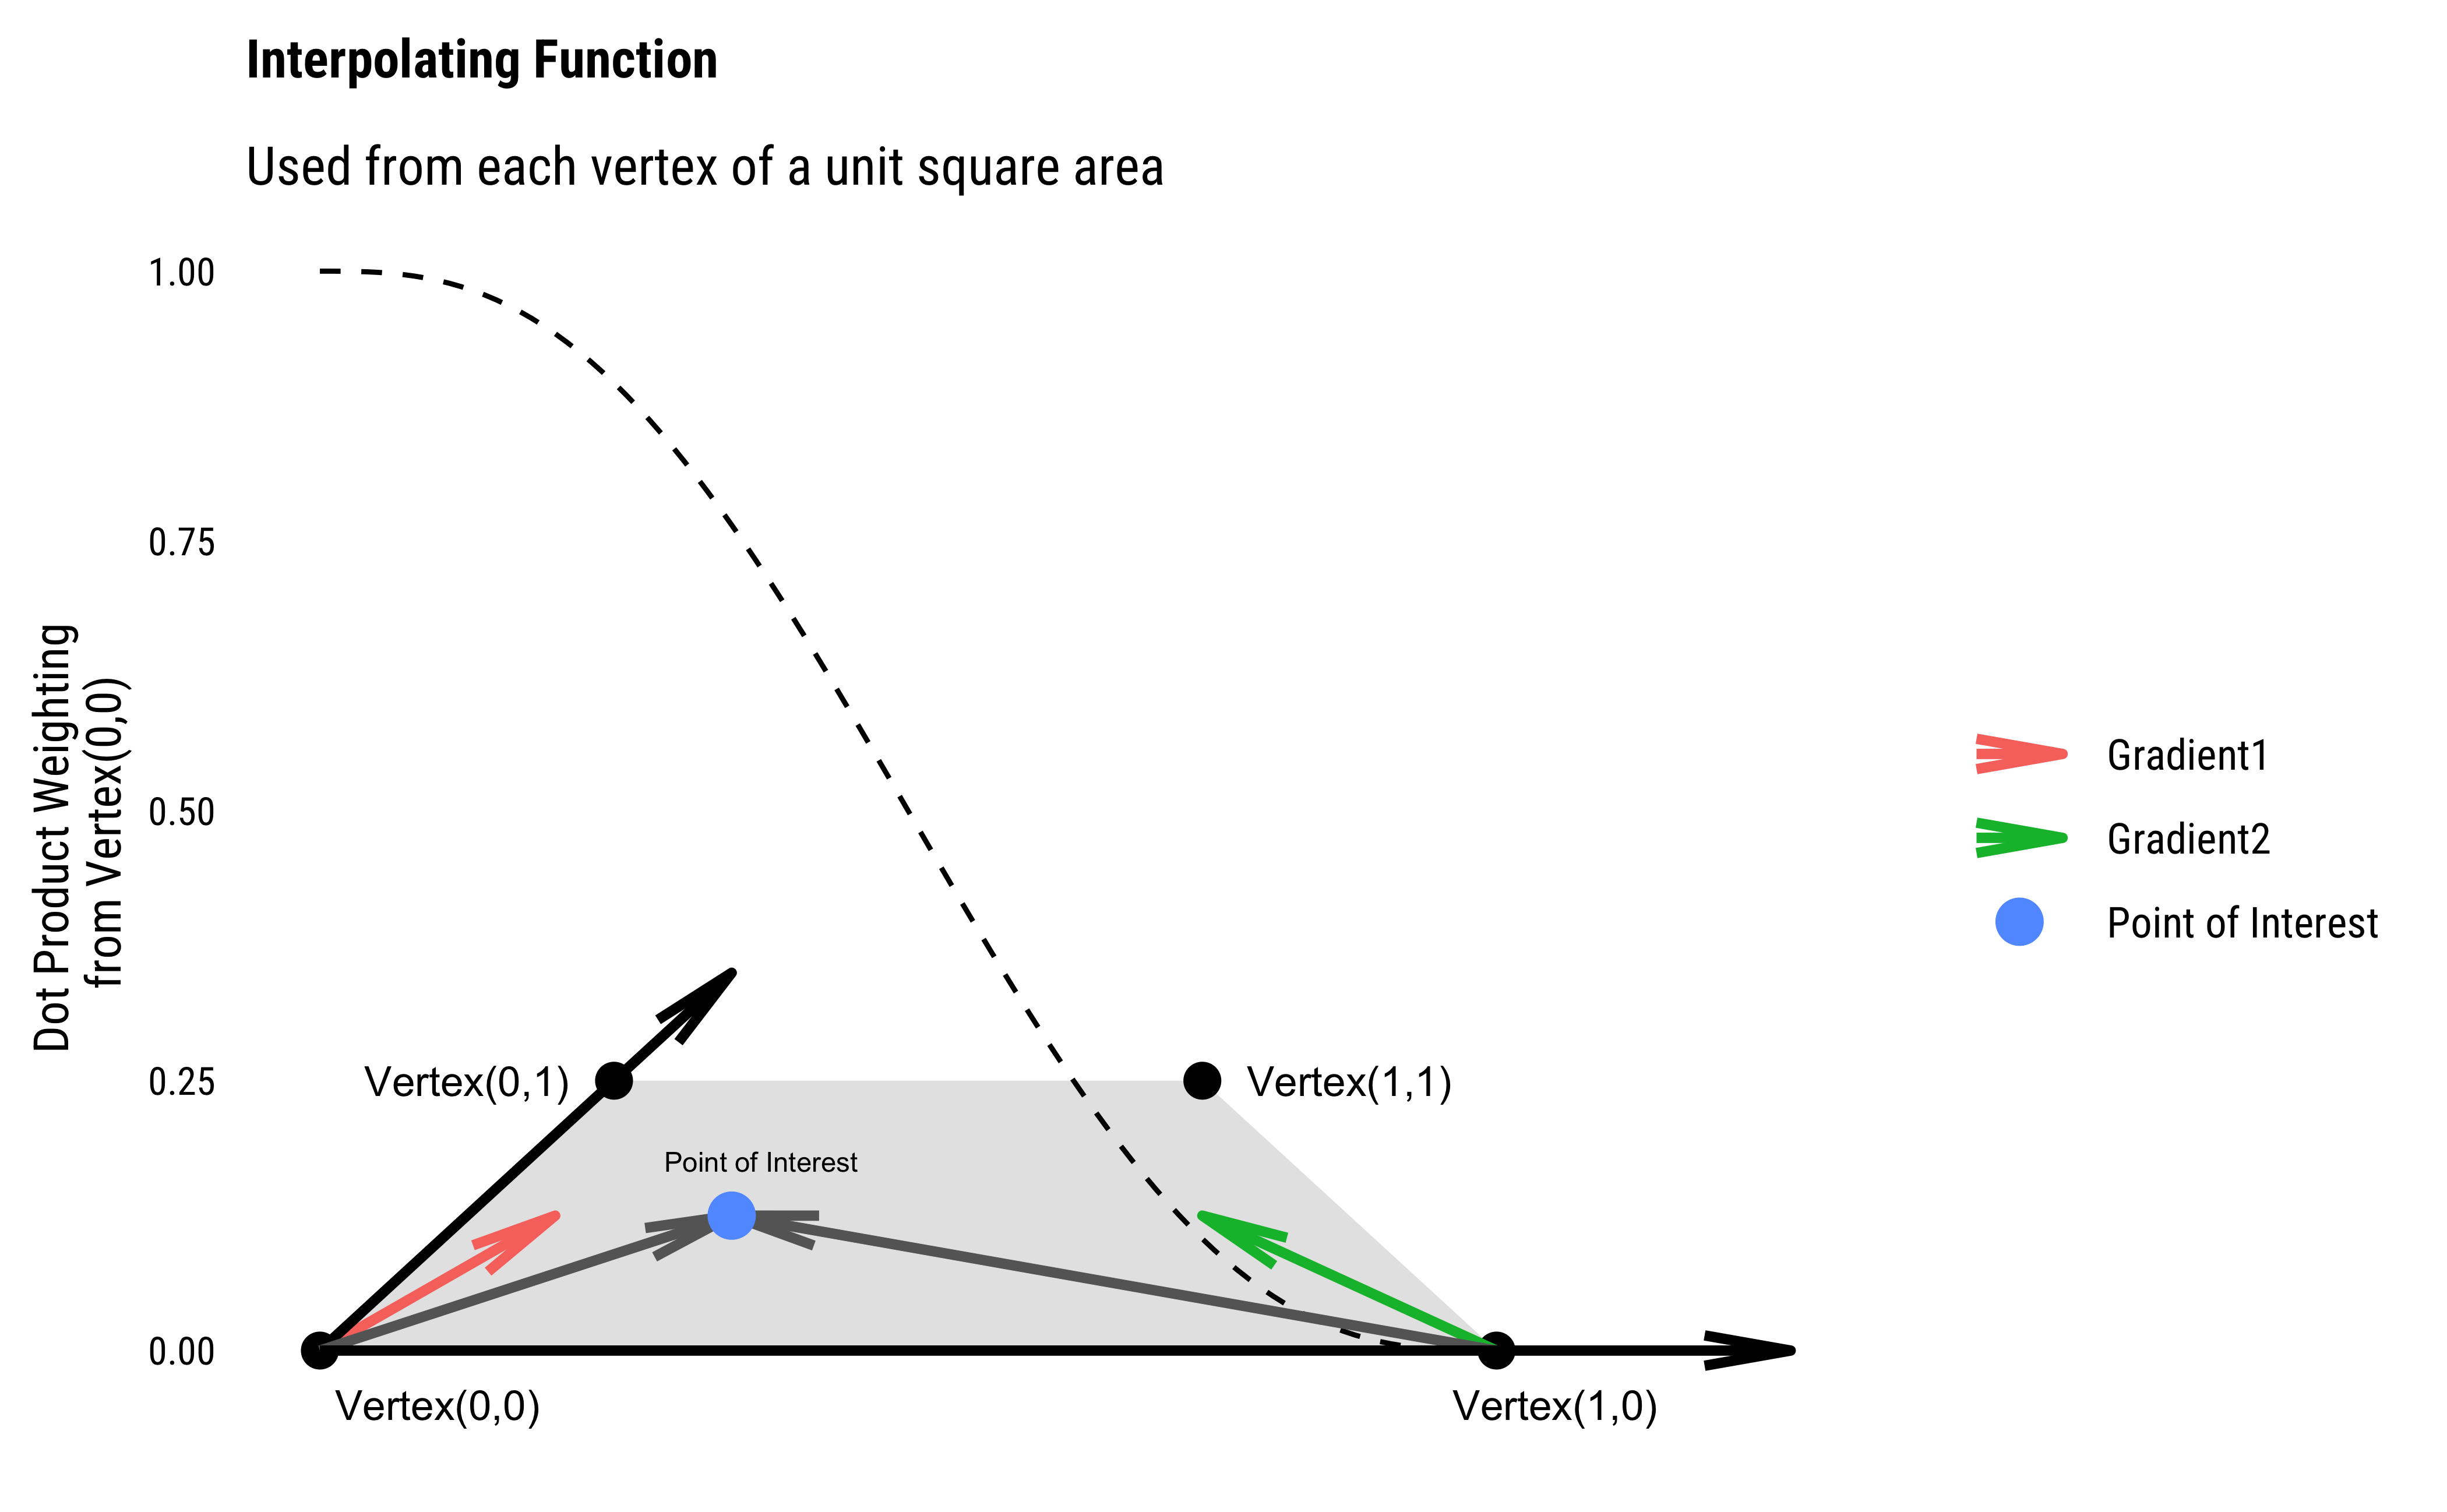 Interpolating Function
Used from each vertex of a unit square area
1.00
0.75
0.50
0.25
0.00
Dot Product Weighting
from Vertex(0,0)
Vertex(0,1)
Vertex(1,1)
Point of Interest
Vertex(0,0)
Vertex(1,0)
Gradient1
Gradient2
Point of Interest